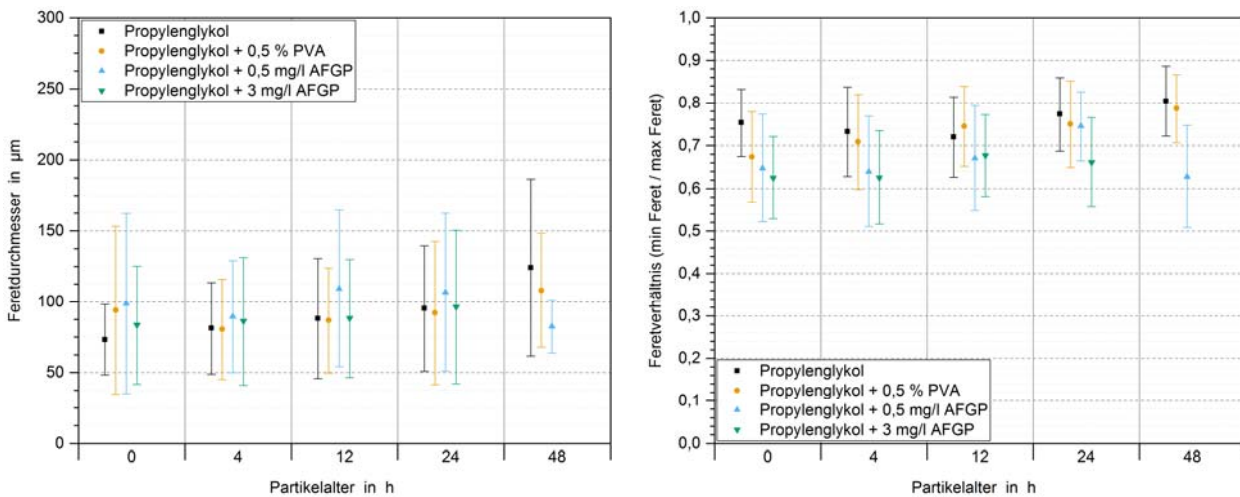 300
250
200
150
100
50
0
Feretdurchmesser in µm
Propylenglykol
Propylenglykol + 0,5 % PVA
Propylenglykol + 0,5 mg/l AFGP
Propylenglykol + 3 mg/l AFGP
0 4 12 24 48
Partikelalter in h
1,0
0,9
0,8
0,7
0,6
0,5
0,4
0,3
0,2
0,1
0,0
Feretverhältnis (min Feret / max Feret)
Propylenglykol
Propylenglykol + 0,5 % PVA
Propylenglykol + 0,5 mg/l AFGP
Propylenglykol + 3 mg/l AFGP
0 4 12 24 48
Partikelalter in h